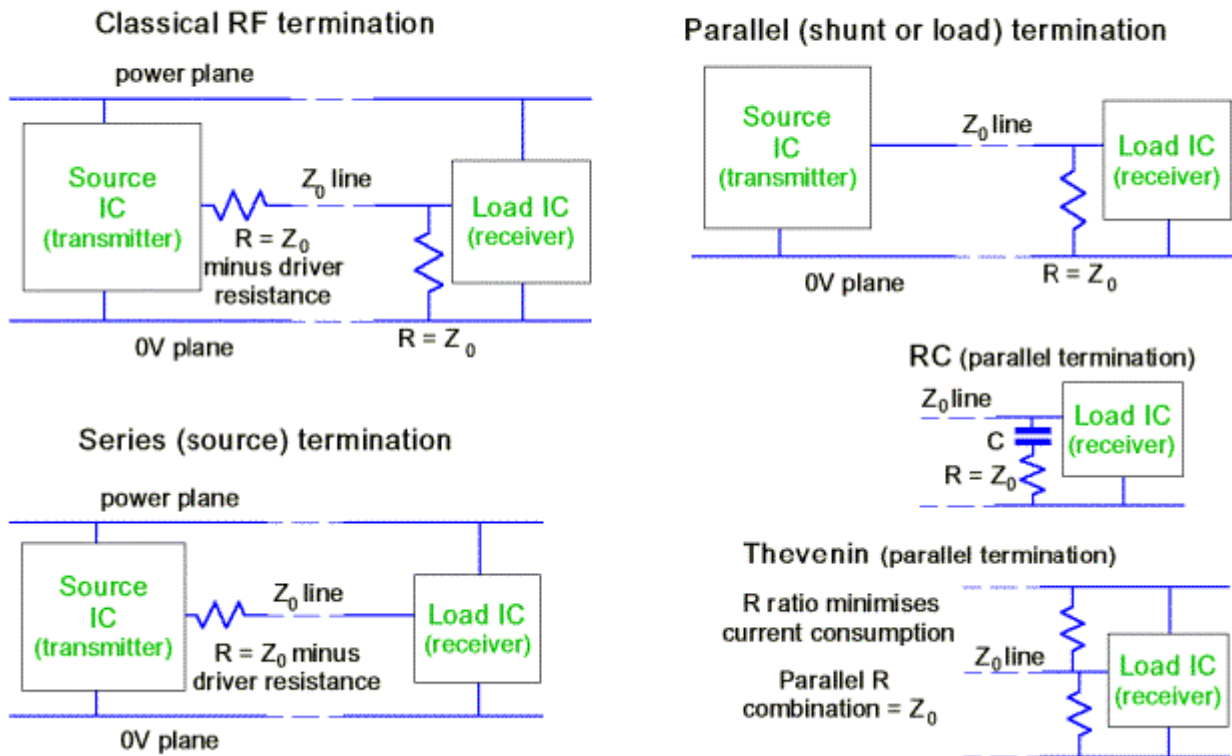 Classical RF termination
power plane
Source
IC
(transmitter)
Z0 line
R = Z0
minus driver
resistance
Load IC
(receiver)
0V plane
R = Z0
Series (source) termination
power plane
Source
IC
(transmitter)
Z0 line
R = Z0 minus
driver resistance
Load IC
(receiver)
0V plane
Parallel (shunt or load) termination
Source
IC
(transmitter)
Z0 line
Load IC
(receiver)
0V plane
R = Z0
RC (parallel termination)
Z0 line
C
R = Z0
Load IC
(receiver)
Thevenin (parallel termination)
R ratio minimises
current consumption
Z0 line
Parallel R
combination = Z0
Load IC
(receiver)